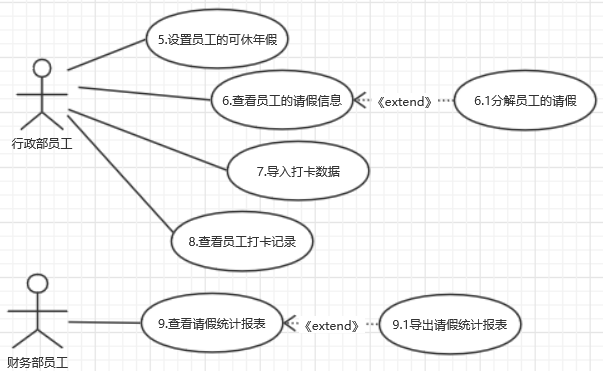 5.设置员工的可休年假
6.查看员工的请假信息
《extend》
6.1分解员工的请假
行政部员工
7.导入打卡数据
8.查看员工打卡记录
9.查看请假统计报表
《extend》
9.1导出请假统计报表
财务部员工